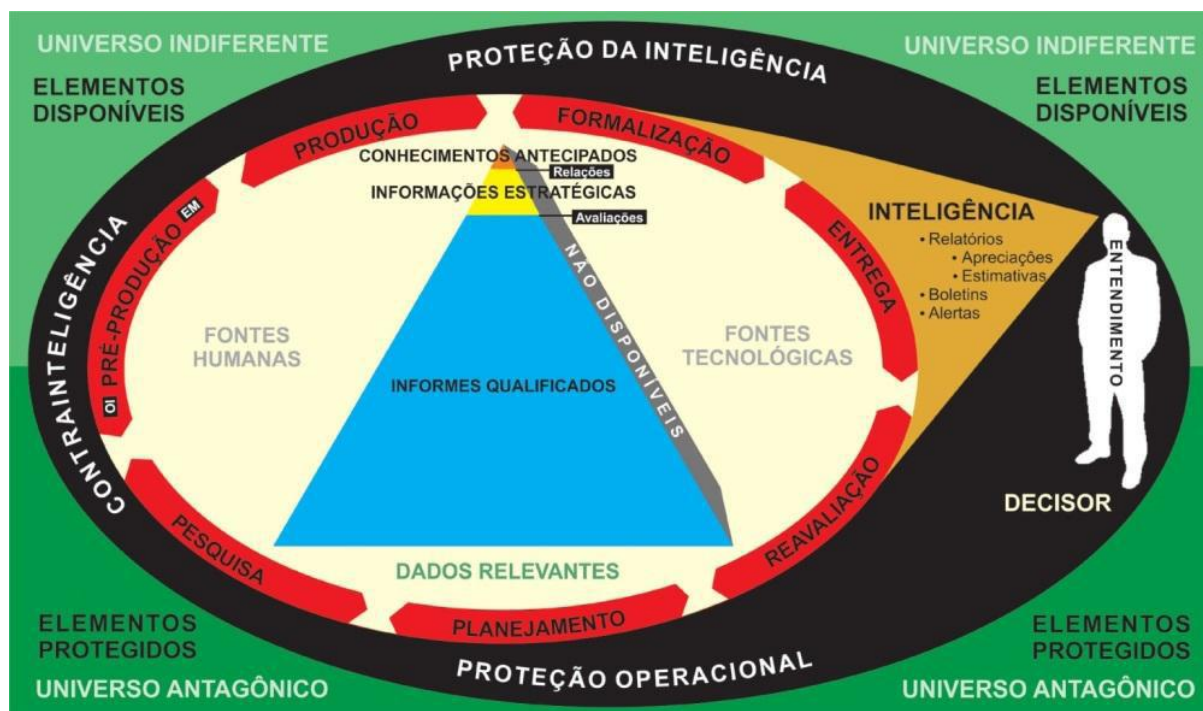 UNIVERSO INDIFERENTE
ELEMENTOS
DISPONÍVEIS
UNIVERSO INDIFERENTE
ELEMENTOS
DISPONÍVEIS
PROTEÇÃO DA INTELIGÊNCIA
CONTRAINTELIGÊNCIA
PROTEÇÃO OPERACIONAL
PRODUÇÃO
FORMALIZAÇÃO
ENTREGA
REAVALIAÇÃO
PLANEJAMENTO
PESQUISA
OI PRÉ-PRODUÇÃO EM
CONHECIMENTOS ANTECIPADOS
Relações
INFORMAÇÕES ESTRATÉGICAS
Avaliações
NÃO DISPONÍVEIS
FONTES
HUMANAS
FONTES
TECNOLÓGICAS
INFORMES QUALIFICADOS
DADOS RELEVANTES
INTELIGÊNCIA
• Relatórios
• Apreciações
• Estimativas
• Boletins
• Alertas
ENTENDIMENTO
DECISOR
ELEMENTOS
PROTEGIDOS
UNIVERSO ANTAGÔNICO
ELEMENTOS
PROTEGIDOS
UNIVERSO ANTAGÔNICO